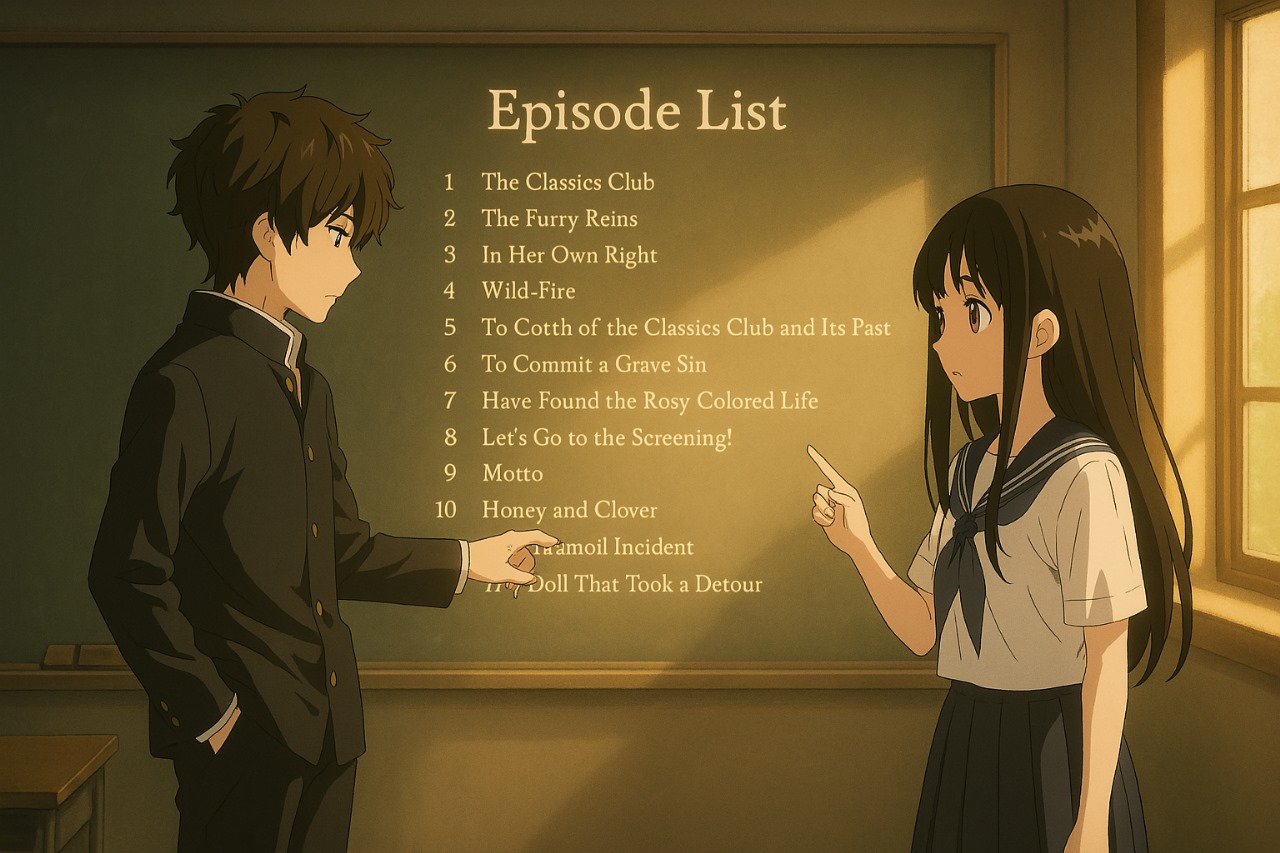 Episode List
1 The Classics Club
2 The Furry Reins
3 In Her Own Right
4 Wild-Fire
5 To Cotth of the Classics Club and Its Past
6 To Commit a Grave Sin
7 Have Found the Rosy Colored Life
8 Let's Go to the Screening!
9 Motto
10 Honey and Clover
Incident
Doll That Took a Detour